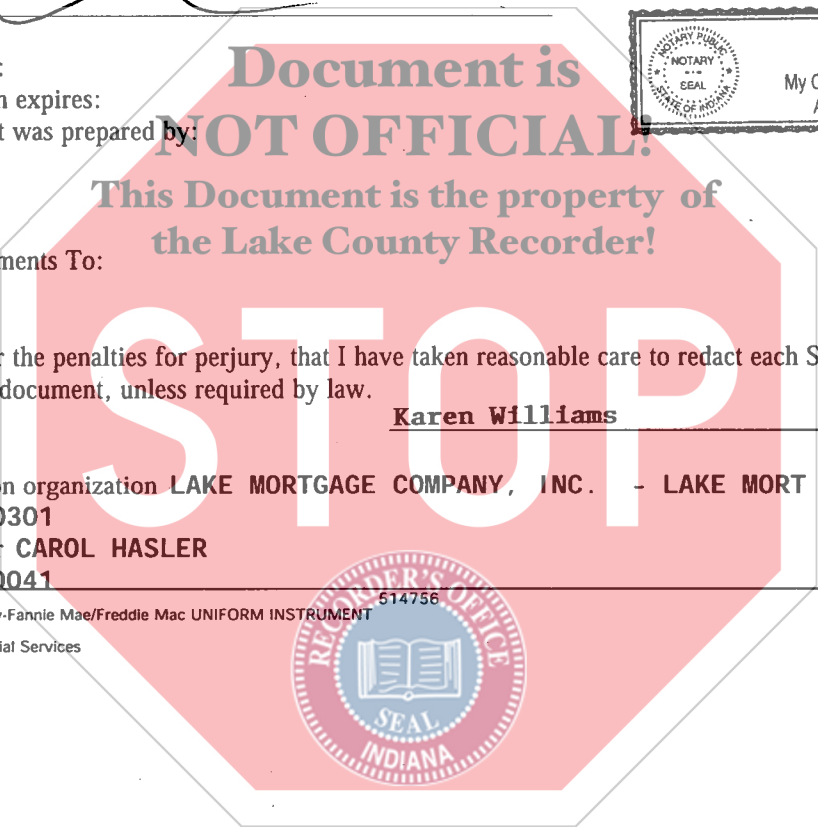 Document is
NOTARY PUBLIC
NOTARY
SEAL
STATE OF INDIANA
My
:
expires:
NOT OFFICIAL!
t was prepared by:
This Document is the property of
the Lake County Recorder!
ments To:
STOP
the penalties for perjury, that I have taken reasonable care to redact each S
document, unless required by law.
Karen Williams
on organization LAKE MORTGAGE COMPANY, INC. - LAKE MORT
0301
CAROL HASLER
0041
514756
-Fannie Mae/Freddie Mac UNIFORM INSTRUMENT
ial Services
RECORDER'S OFFICE
SEAL
INDIANA